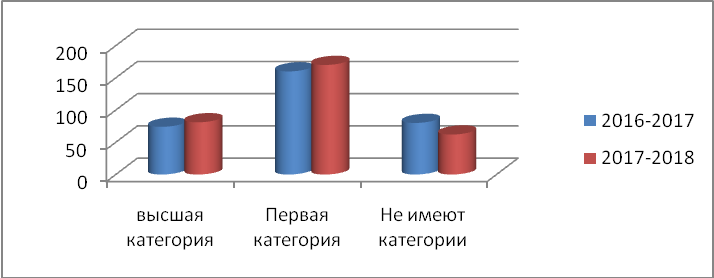 200
150
100
50
0
высшая
категория
Первая
категория
Не имеют
категории
2016-2017
2017-2018